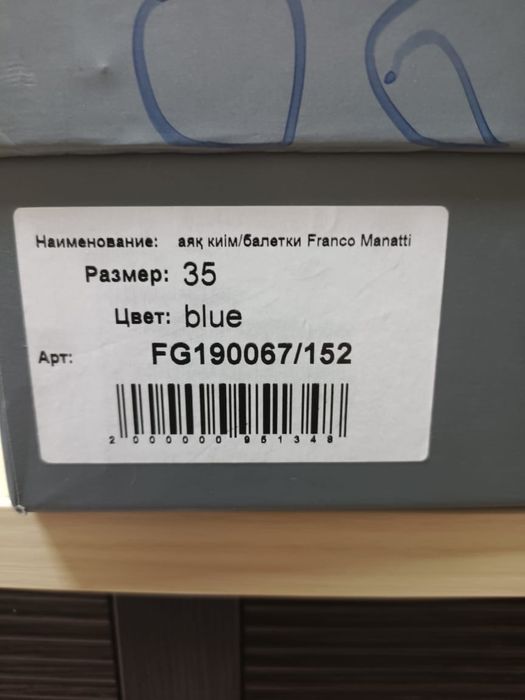 Наименование: аяқ киім/балетки Franco Manatti
Размер: 35
Цвет: blue
Арт: FG190067/152
2000000951348